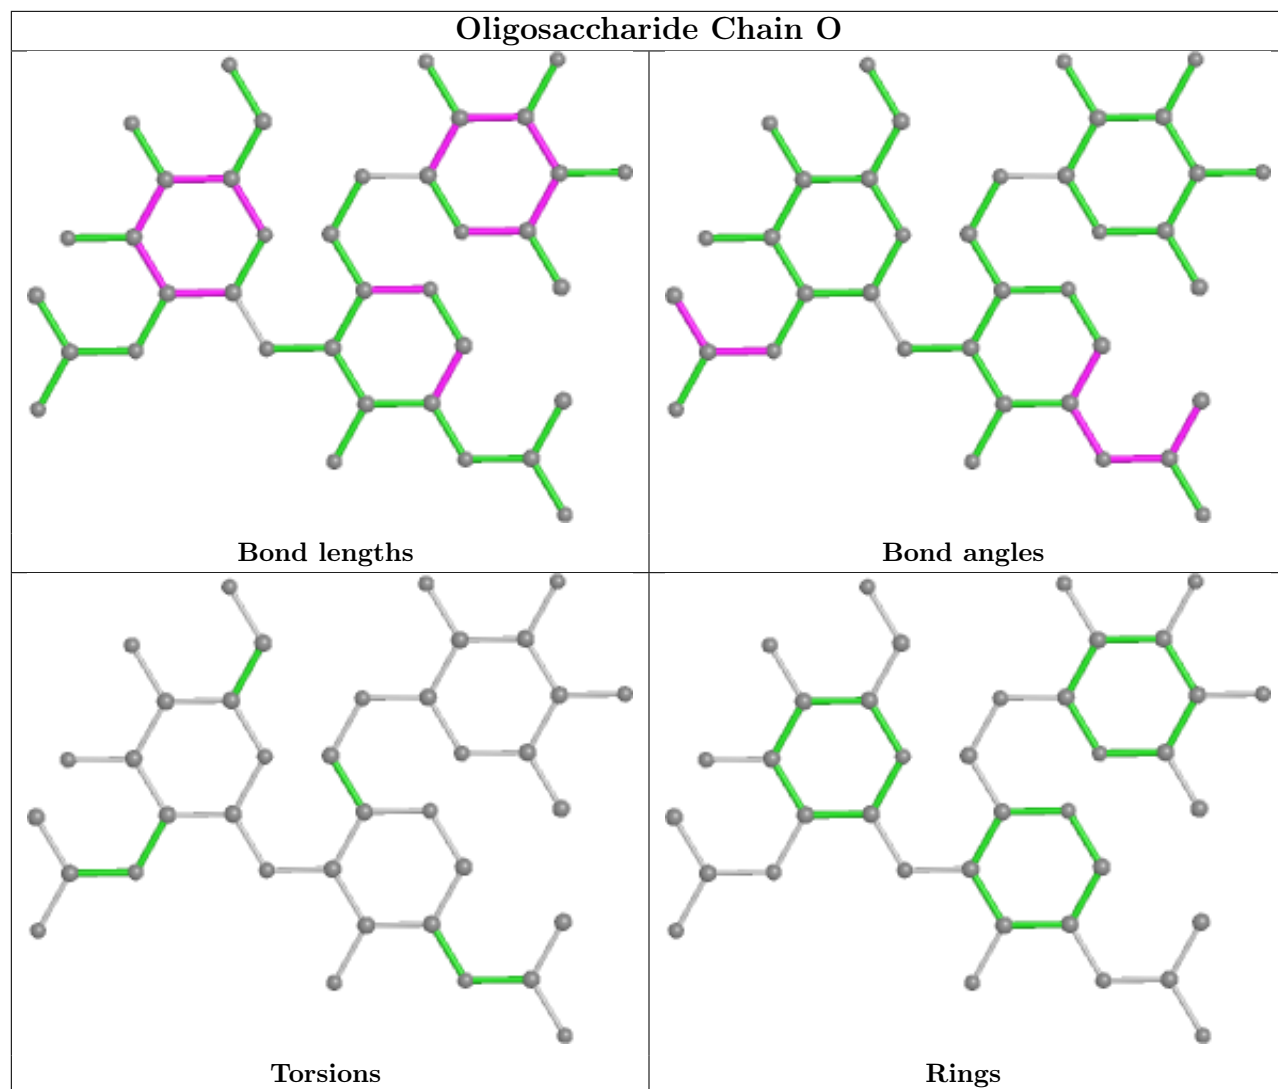 Oligosaccharide Chain O
Bond lengths
Bond angles
Torsions
Rings